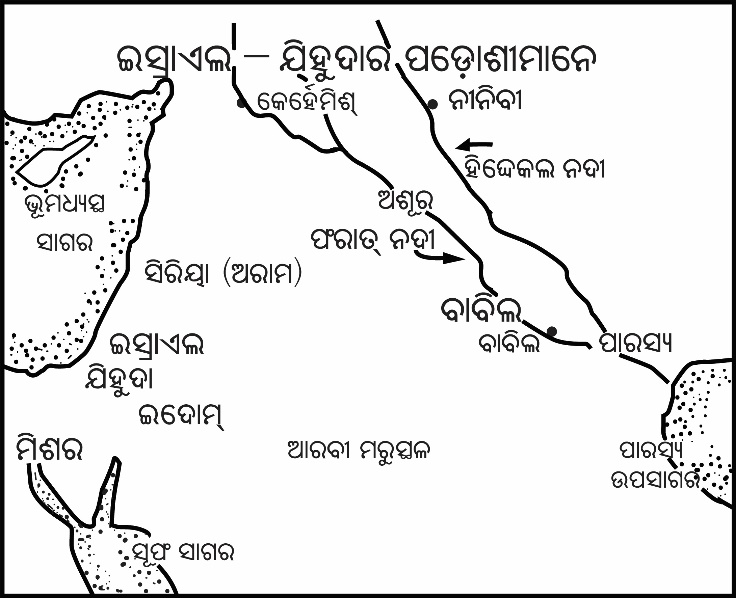 ଇସ୍ରାଏଲ – ଯିହୁଦାର ପଡ଼ୋଶୀମାନେ
କେର୍ହେମିଶ୍
ନୀନିବୀ
ହିଦ୍ଦେକଲ ନଦୀ
ଅଶୂର
ଭୂମଧ୍ୟସ୍ଥ
ସାଗର
ଫରାତ୍ ନଦୀ
ସିରିୟା (ଅରାମ)
ବାବିଲ
ବାବିଲ
ପାରସ୍ୟ
ଇସ୍ରାଏଲ
ଯିହୁଦା
ଇଦୋମ୍
ମିଶର
ଆରବୀ ମରୁସ୍ଥଳ
ପାରସ୍ୟ
ଉପସାଗର
ସୂଫ ସାଗର